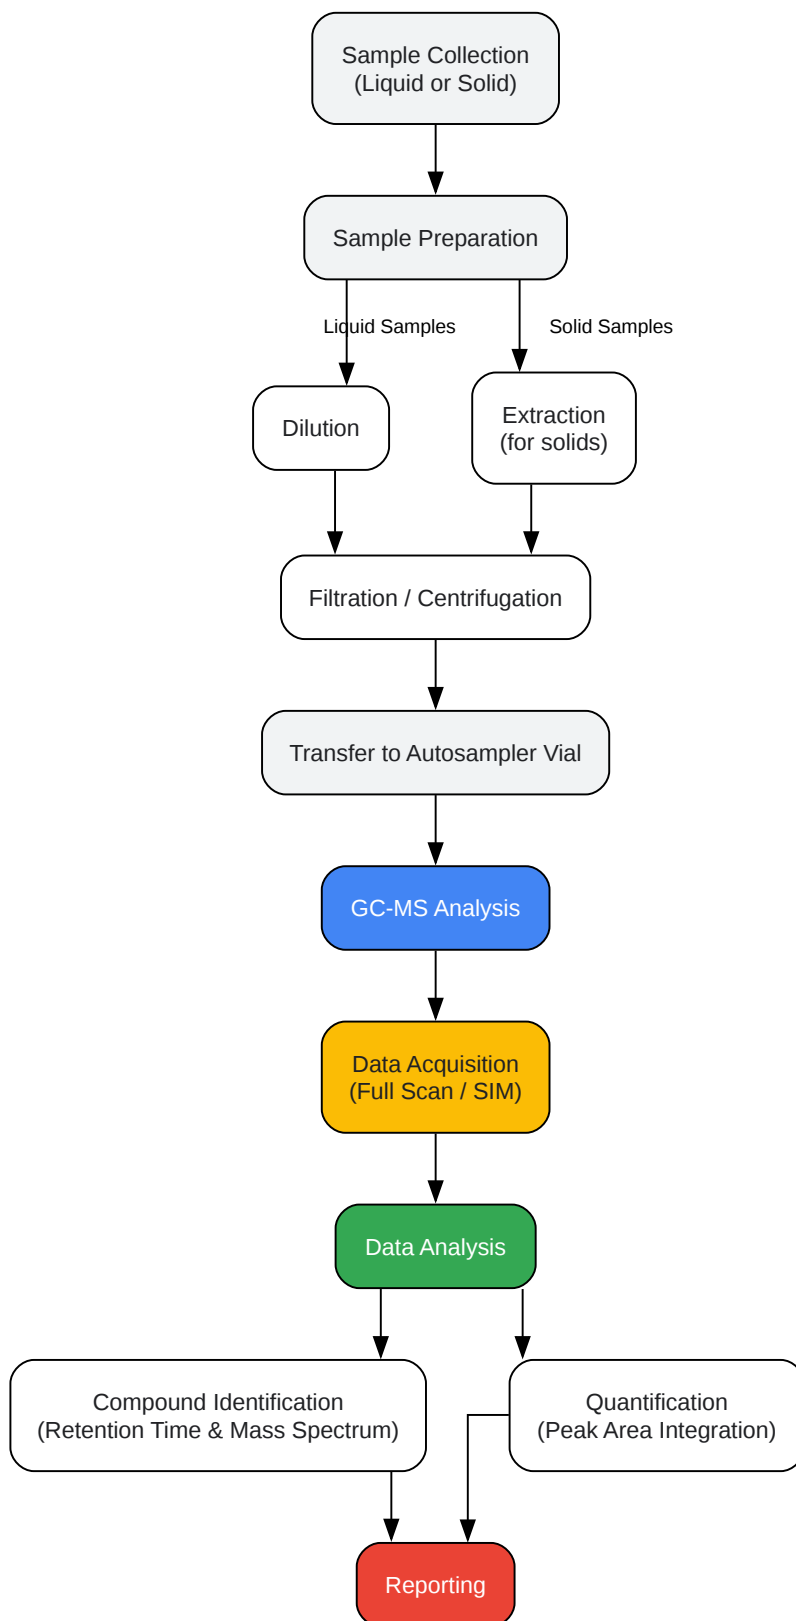 Sample Collection
(Liquid or Solid)
Sample Preparation
Liquid Samples
Solid Samples
Dilution
Extraction
(for solids)
Filtration / Centrifugation
Transfer to Autosampler Vial
GC-MS Analysis
Data Acquisition
(Full Scan / SIM)
Data Analysis
Compound Identification
(Retention Time & Mass Spectrum)
Quantification
(Peak Area Integration)
Reporting